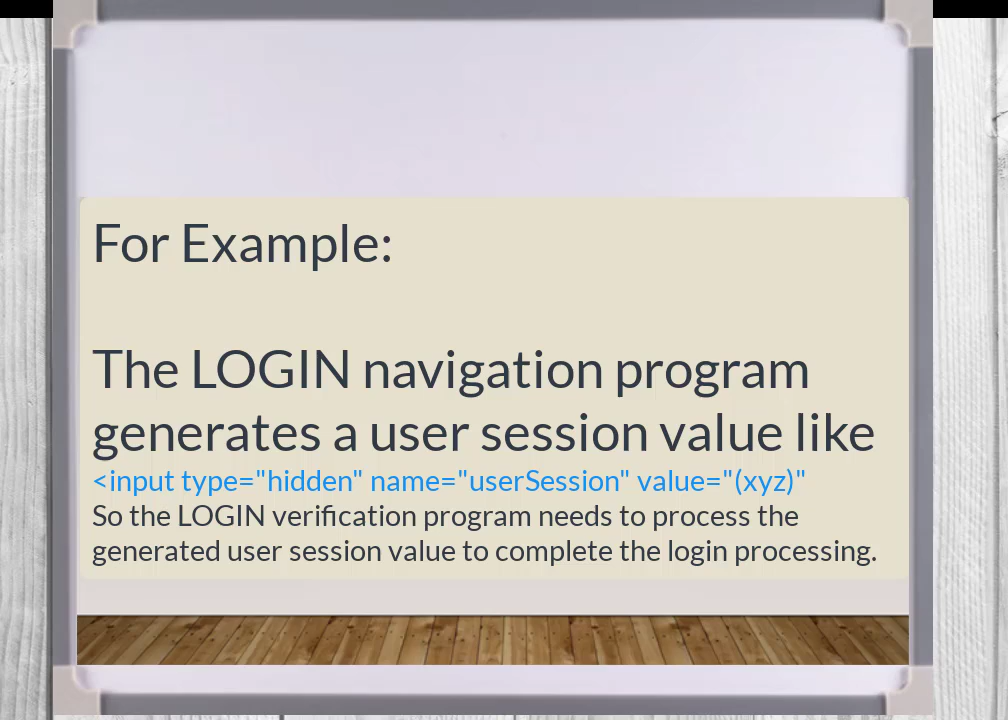 For Example:
The LOGIN navigation program
generates a user session value like
<input type="hidden" name="userSession" value="(xyz)"
So the LOGIN verification program needs to process the
generated user session value to complete the login processing.